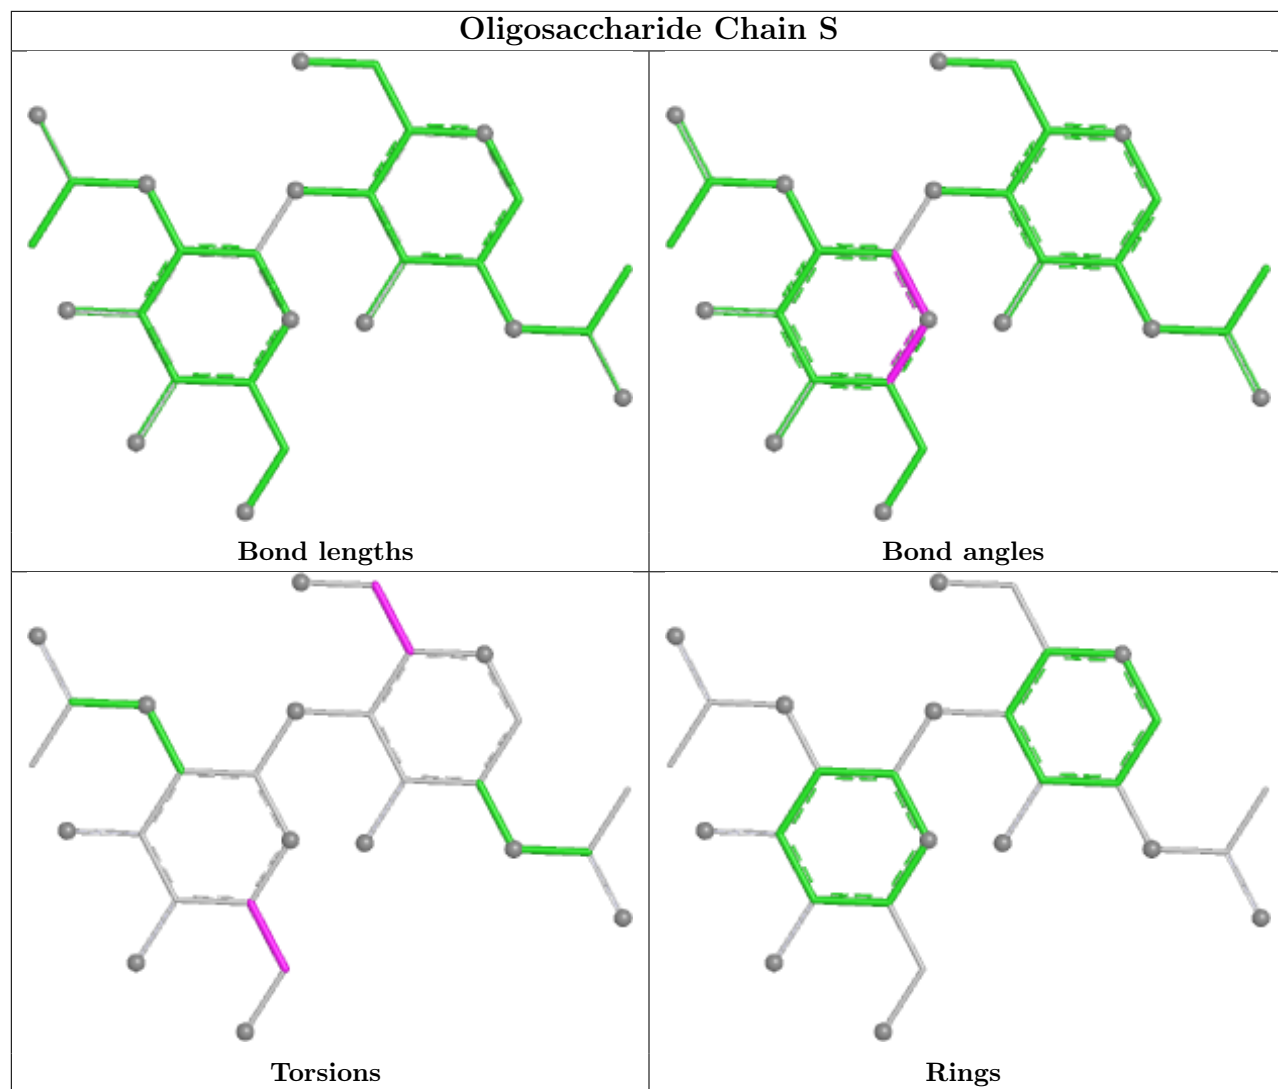 Oligosaccharide Chain S
Bond lengths
Bond angles
Torsions
Rings